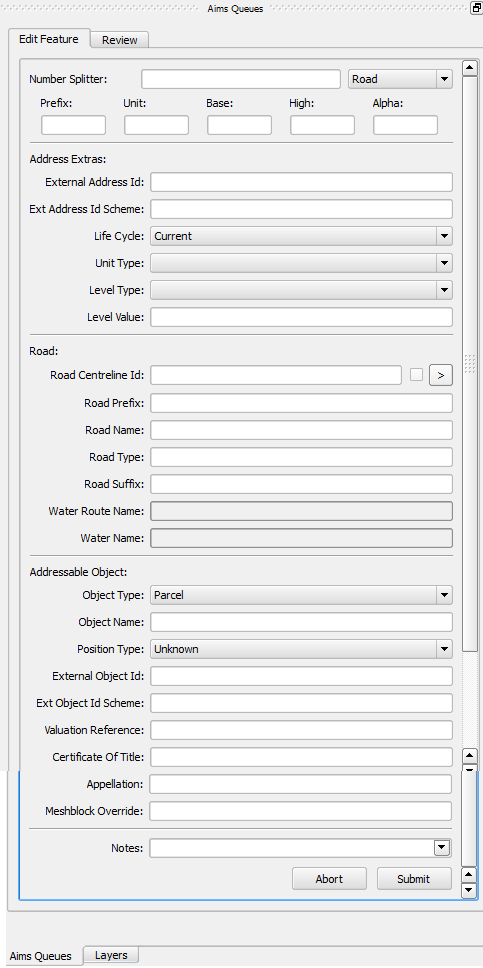 Aims Queues
Edit Feature Review
Number Splitter: Road
Prefix: Unit: Base: High: Alpha:
Address Extras:
External Address Id:
Ext Address Id Scheme:
Life Cycle: Current
Unit Type:
Level Type:
Level Value:
Road:
Road Centreline Id: >
Road Prefix:
Road Name:
Road Type:
Road Suffix:
Water Route Name:
Water Name:
Addressable Object:
Object Type: Parcel
Object Name:
Position Type: Unknown
External Object Id:
Ext Object Id Scheme:
Valuation Reference:
Certificate Of Title:
Appellation:
Meshblock Override:
Notes:
Abort Submit
Aims Queues Layers